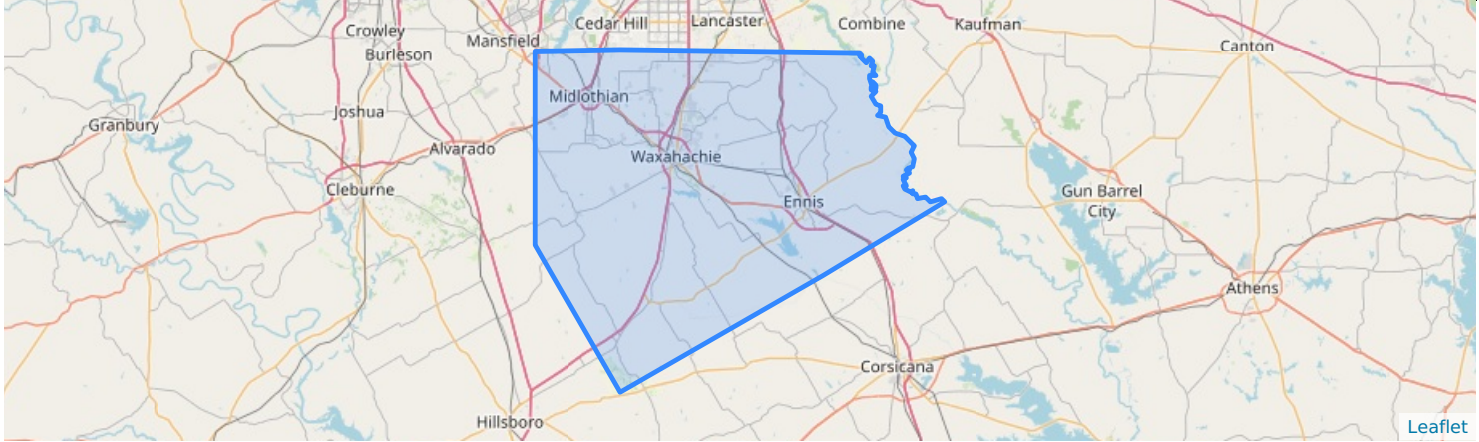 Cedar Hill
Lancaster
Combine
Kaufman
Crowley
Mansfield
Canton
Burleson
Midlothian
Joshua
Granbury
Alvarado
Waxahachie
Cleburne
Ennis
Gun Barrel
City
Athens
Corsicana
Hillsboro
Leaflet